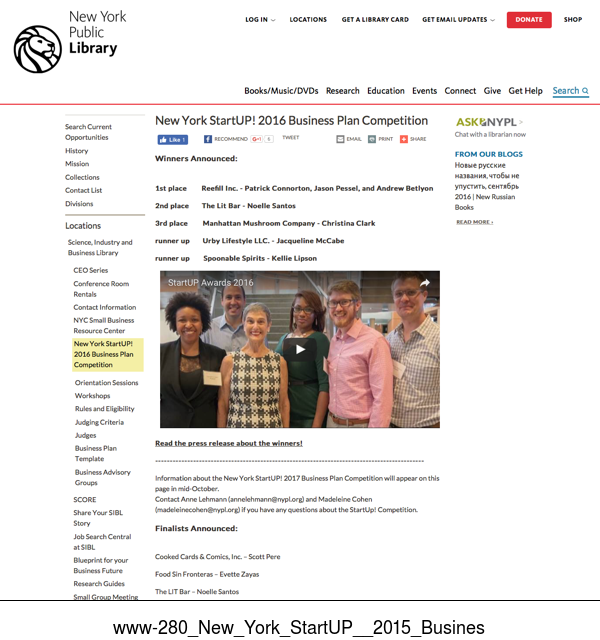 New York
Public
Library
LOG IN
LOCATIONS
GET A LIBRARY CARD
GET EMAIL UPDATES
DONATE
SHOP
Books/Music/DVDs Research Education Events Connect Give Get Help Search
Search Current
Opportunities
History
Mission
Collections
Contact List
Divisions
Locations
Science, Industry and
Business Library
CEO Series
Conference Room
Rentals
Contact Information
NYC Small Business
Resource Center
New York StartUP!
2016 Business Plan
Competition
Orientation Sessions
Workshops
Rules and Eligibility
Judging Criteria
Judges
Business Plan
Template
Business Advisory
Groups
SCORE
Share Your SIBL
Story
Job Search Central
at SIBL
Blueprint for your
Business Future
Research Guides
Small Group Meeting
New York StartUP! 2016 Business Plan Competition
Like 1
RECOMMEND
G+1 6
TWEET
EMAIL
PRINT
SHARE
Winners Announced:
1st place Reefill Inc. - Patrick Connorton, Jason Pessel, and Andrew Betlyon
2nd place The Lit Bar - Noelle Santos
3rd place Manhattan Mushroom Company - Christina Clark
runner up Urby Lifestyle LLC. - Jacqueline McCabe
runner up Spoonable Spirits - Kellie Lipson
StartUP Awards 2016
Read the press release about the winners!
--------------------------------------------------------------------------------------------
Information about the New York StartUP! 2017 Business Plan Competition will appear on this
page in mid-October.
Contact Anne Lehmann (annelehmann@nypl.org) and Madeleine Cohen
(madeleinecohen@nypl.org) if you have any questions about the StartUp! Competition.
Finalists Announced:
Cooked Cards & Comics, Inc. – Scott Pere
Food Sin Fronteras – Evette Zayas
The LIT Bar – Noelle Santos
ASK NYPL >
Chat with a librarian now
FROM OUR BLOGS
Новые русские
названия, чтобы не
упустить, сентябрь
2016 | New Russian
Books
READ MORE ›
www-280_New_York_StartUP__2015_Busines